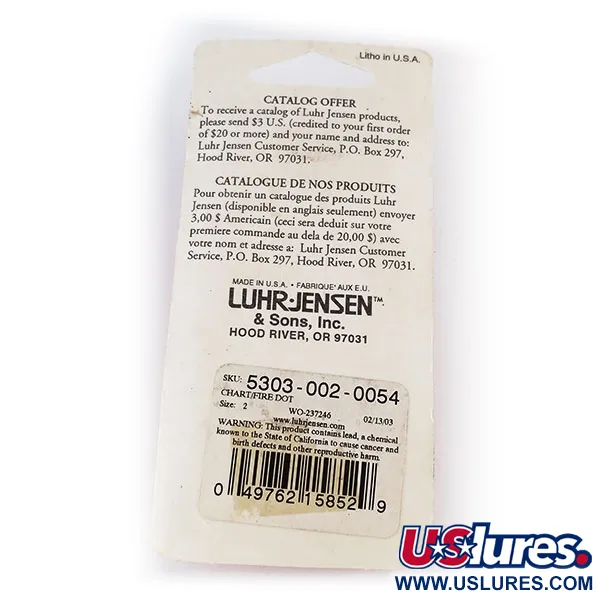 Litho in U.S.A.
CATALOG OFFER
To receive a catalog of Luhr Jensen products,
please send $3 U.S. (credited to your first order
of $20 or more) and your name and address to:
Luhr Jensen Customer Service, P.O. Box 297,
Hood River, OR 97031.
CATALOGUE DE NOS PRODUITS
Pour obtenir un catalogue des produits Luhr
Jensen (disponible en anglais seulement) envoyer
3,00 $ Americain (ceci sera deduit sur votre
premiere commande au dela de 20,00 $) avec
votre nom et adresse a: Luhr Jensen Customer
Service, P.O. Box 297, Hood River, OR 97031.
MADE IN U.S.A. • FABRIQUÉ AUX E.U.
LUHR-JENSEN™
& Sons, Inc.
HOOD RIVER, OR 97031
SKU: 5303-002-0054
CHART/FIRE DOT
Size: 2 WO-237246 02/13/03
www.luhrjensen.com
WARNING: This product contains lead, a chemical
known to the State of California to cause cancer and
birth defects and other reproductive harm.
0 49762 15852 9
USlures.
WWW.USLURES.COM